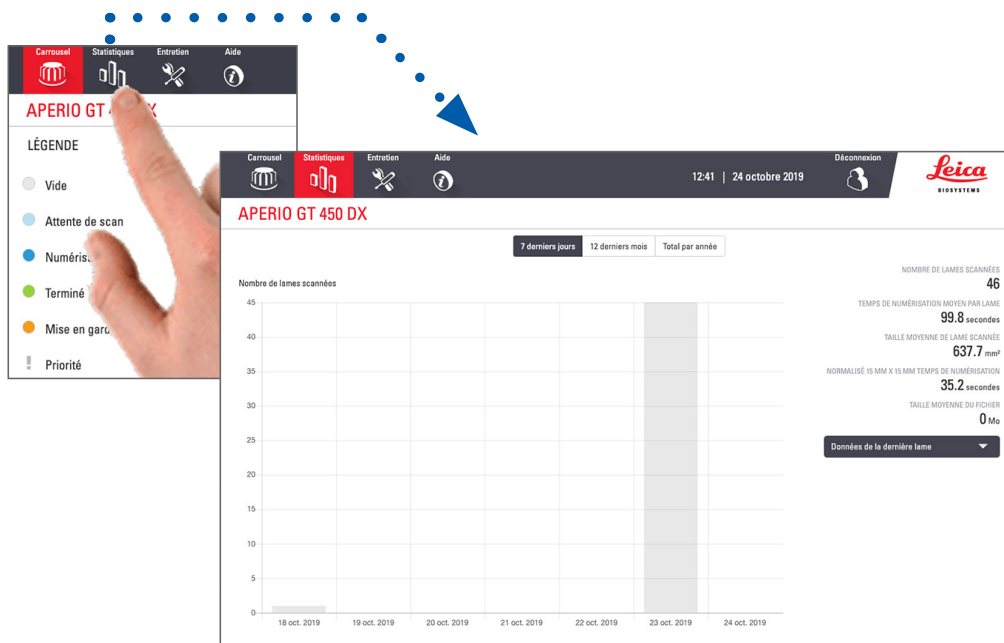 Carrousel Statistiques Entretien Aide
APERIO GT 4 X
LÉGENDE
Vide
Attente de scan
Numéris
Terminé
Mise en gard
! Priorité
Carrousel Statistiques Entretien Aide
12:41 | 24 octobre 2019
Déconnexion
Leica
BIOSYSTEMS
APERIO GT 450 DX
7 derniers jours 12 derniers mois Total par année
Nombre de lames scannées
45
40
35
30
25
20
15
10
5
0
18 oct. 2019 19 oct. 2019 20 oct. 2019 21 oct. 2019 22 oct. 2019 23 oct. 2019 24 oct. 2019
NOMBRE DE LAMES SCANNÉES
46
TEMPS DE NUMÉRISATION MOYEN PAR LAME
99.8 secondes
TAILLE MOYENNE DE LAME SCANNÉE
637.7 mm²
NORMALISÉ 15 MM X 15 MM TEMPS DE NUMÉRISATION
35.2 secondes
TAILLE MOYENNE DU FICHIER
0 Mo
Données de la dernière lame